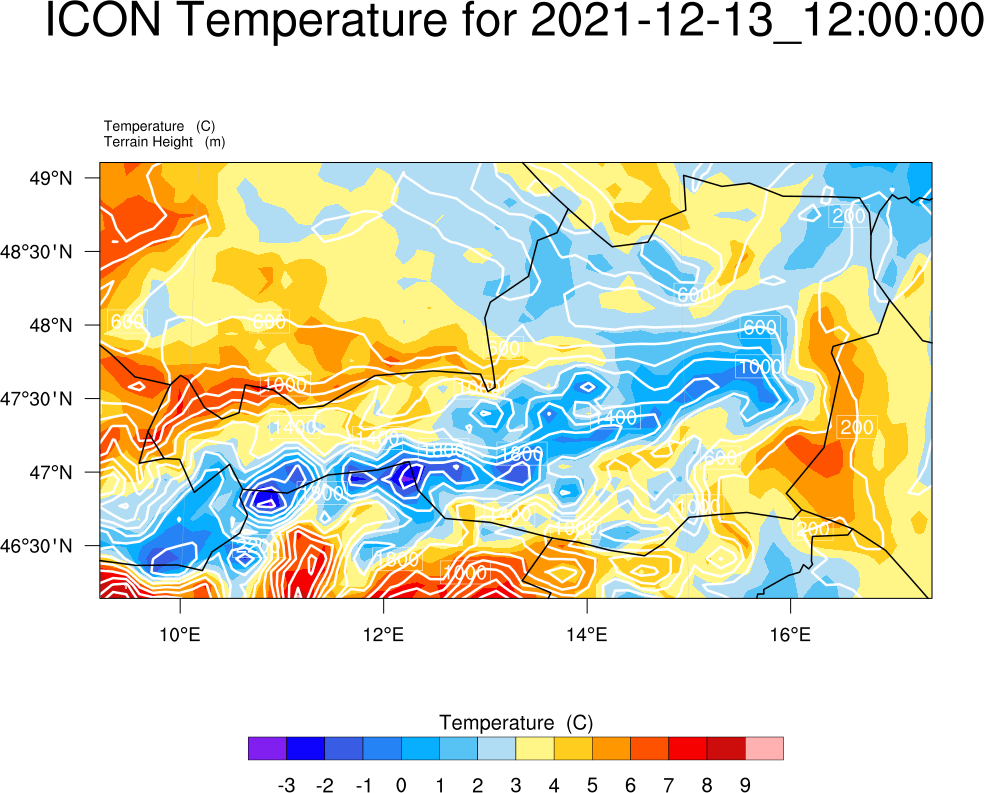 ICON Temperature for 2021-12-13_12:00:00
Temperature (C)
Terrain Height (m)
49°N
48°30'N
48°N
47°30'N
47°N
46°30'N
200
600
600
600
600
1000
1000
1400
1400
1400
1800
1800
200
600
1000
200
1000
10°E
12°E
14°E
16°E
Temperature (C)
-3 -2 -1 0 1 2 3 4 5 6 7 8 9